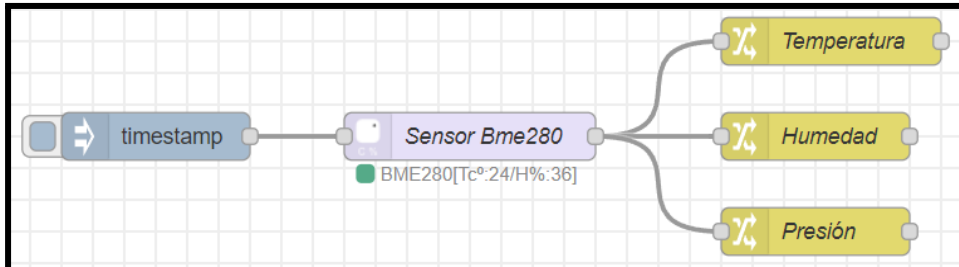 Temperatura
timestamp
Sensor Bme280
Humedad
BME280[Tcº:24/H%:36]
Presión